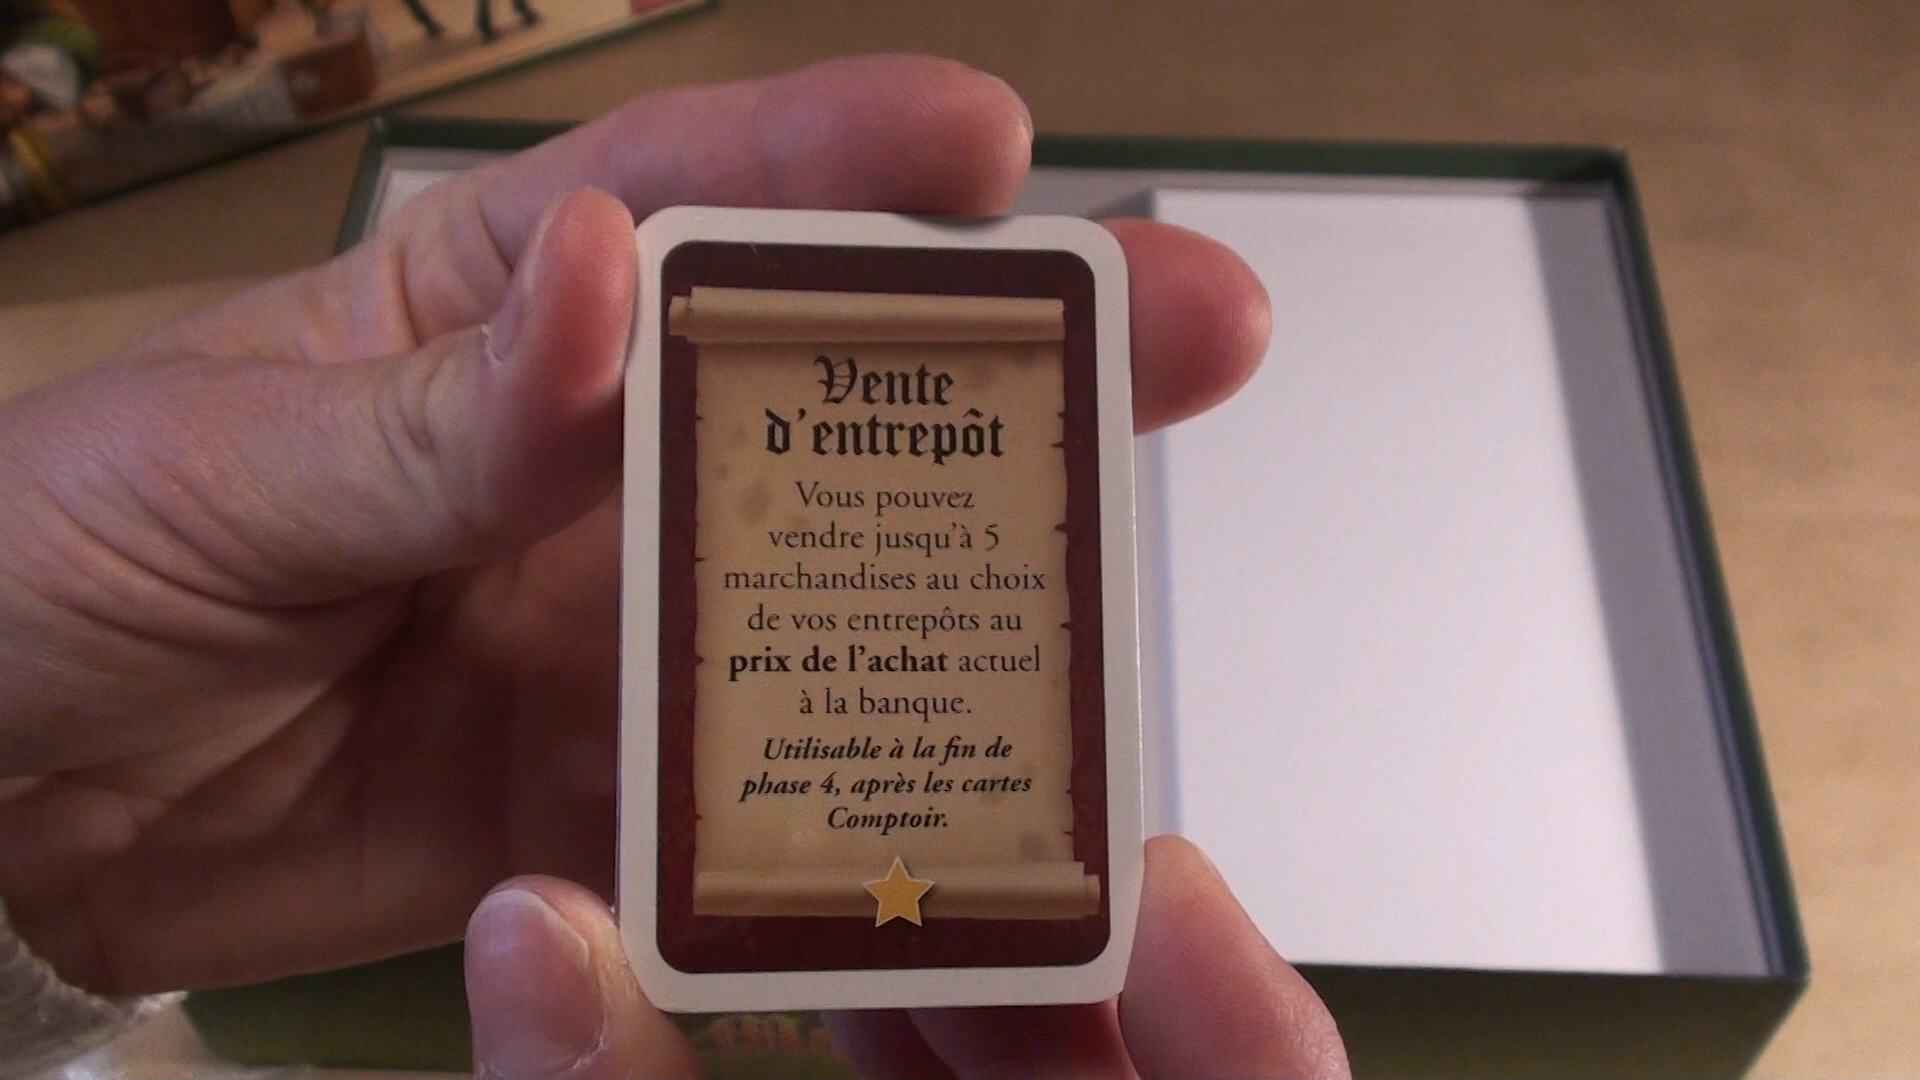 Vente
d'entrepôt
Vous pouvez
vendre jusqu'à 5
marchandises au choix
de vos entrepôts au
prix de l'achat actuel
à la banque.
Utilisable à la fin de
phase 4, après les cartes
Comptoir.